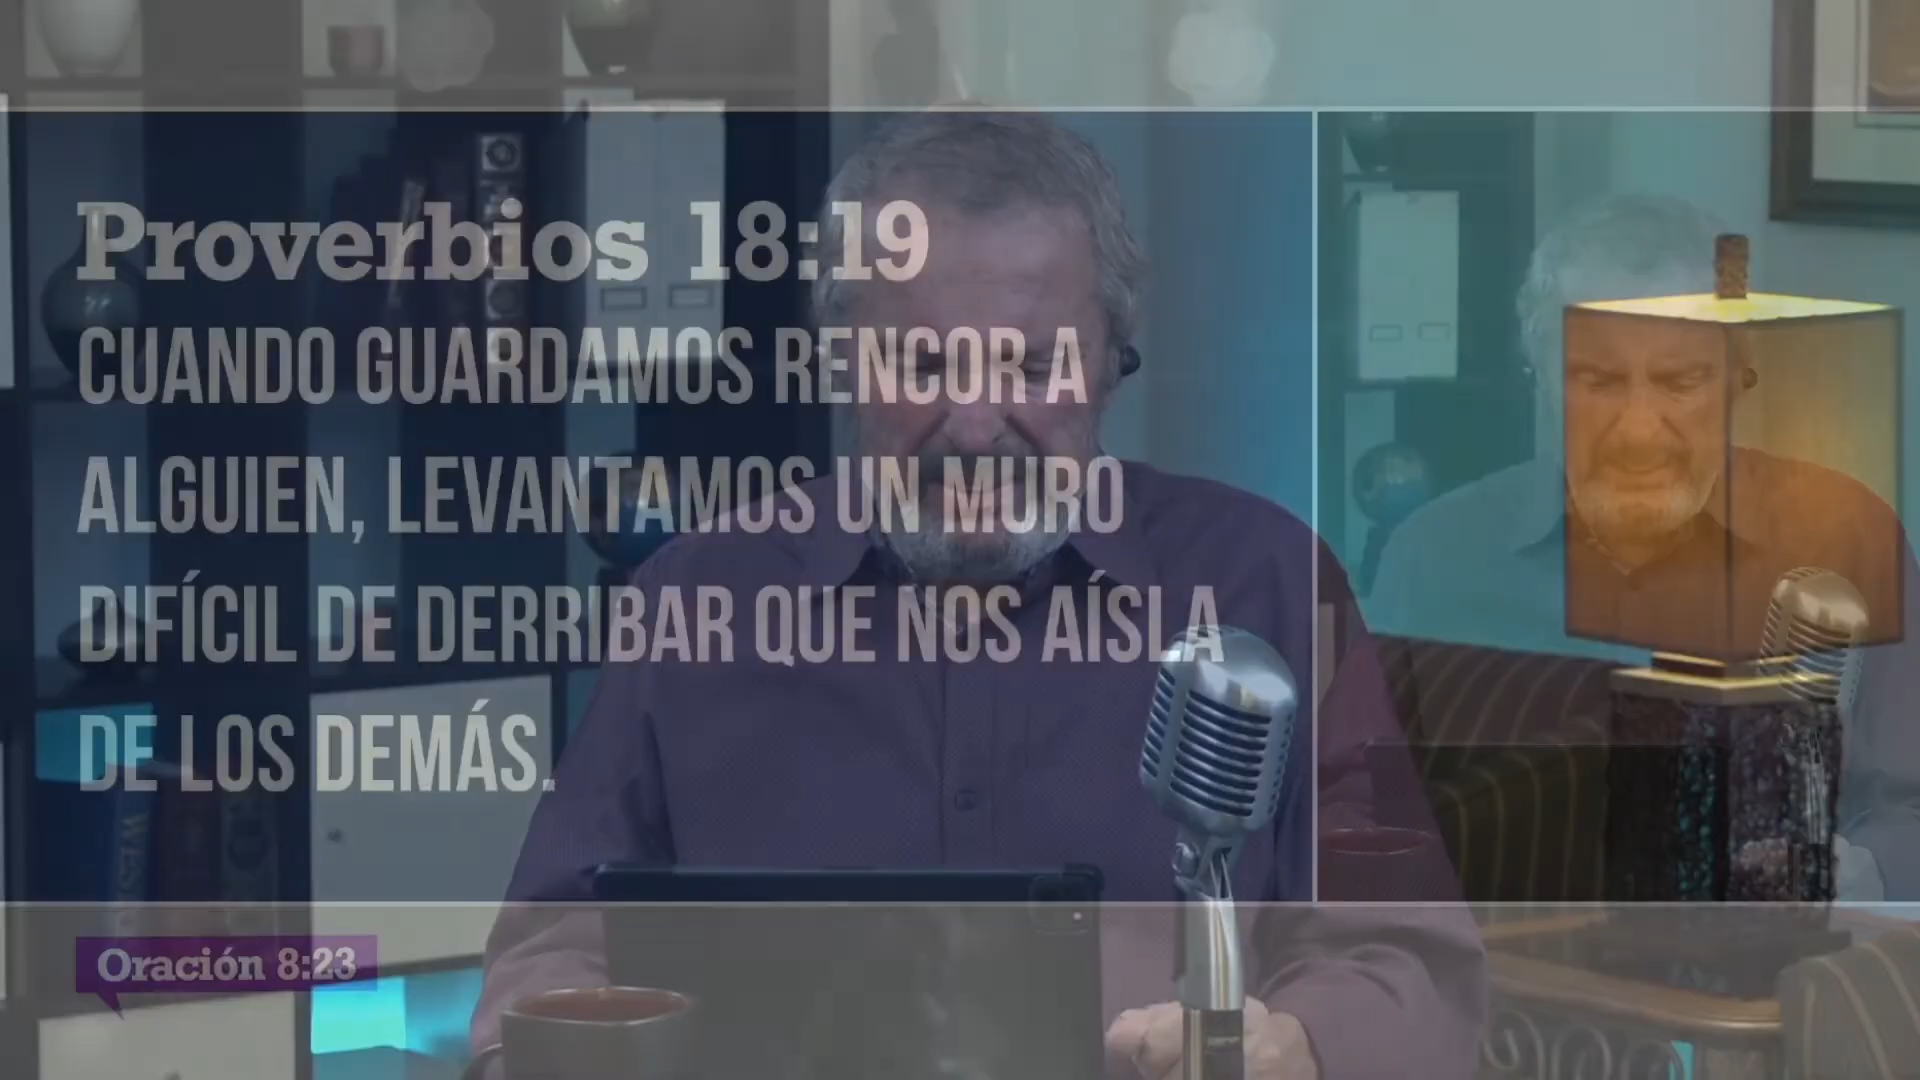 Proverbios 18:19
CUANDO GUARDAMOS RENCOR A
ALGUIEN, LEVANTAMOS UN MURO
DIFÍCIL DE DERRIBAR QUE NOS AÍSLA
DE LOS DEMÁS.
Oración 8:23